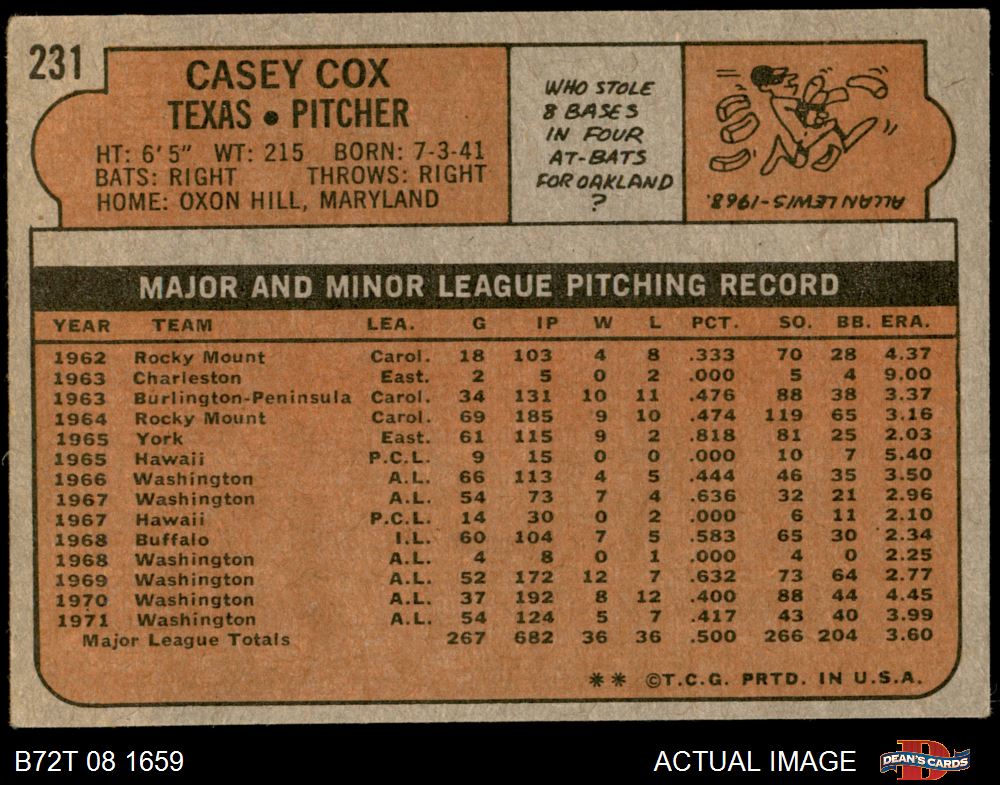 231
CASEY COX
TEXAS • PITCHER
HT: 6'5" WT: 215 BORN: 7-3-41
BATS: RIGHT THROWS: RIGHT
HOME: OXON HILL, MARYLAND
WHO STOLE
8 BASES
IN FOUR
AT-BATS
FOR OAKLAND
?
ALLAN LEWIS-1968.
MAJOR AND MINOR LEAGUE PITCHING RECORD
YEAR TEAM LEA. G IP W L PCT. SO. BB. ERA.
1962 Rocky Mount Carol. 18 103 4 8 .333 70 28 4.37
1963 Charleston East. 2 5 0 2 .000 5 4 9.00
1963 Burlington-Peninsula Carol. 34 131 10 11 .476 88 38 3.37
1964 Rocky Mount Carol. 69 185 9 10 .474 119 65 3.16
1965 York East. 61 115 9 2 .818 81 25 2.03
1965 Hawaii P.C.L. 9 15 0 0 .000 10 7 5.40
1966 Washington A.L. 66 113 4 5 .444 46 35 3.50
1967 Washington A.L. 54 73 7 4 .636 32 21 2.96
1967 Hawaii P.C.L. 14 30 0 2 .000 6 11 2.10
1968 Buffalo I.L. 60 104 7 5 .583 65 30 2.34
1968 Washington A.L. 4 8 0 1 .000 4 0 2.25
1969 Washington A.L. 52 172 12 7 .632 73 64 2.77
1970 Washington A.L. 37 192 8 12 .400 88 44 4.45
1971 Washington A.L. 54 124 5 7 .417 43 40 3.99
Major League Totals 267 682 36 36 .500 266 204 3.60
** ©T.C.G. PRTD. IN U.S.A.
B72T 08 1659 ACTUAL IMAGE D DEAN'S CARDS